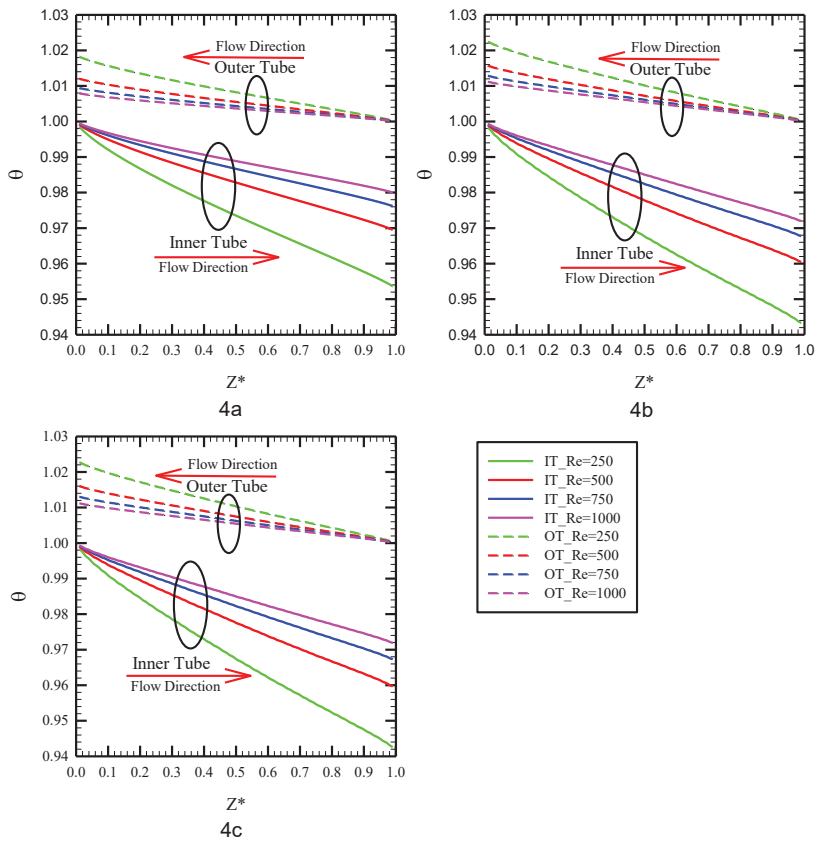 1.03
1.02
1.01
1.00
0.99
0.98
0.97
0.96
0.95
0.94
θ
Flow Direction
Outer Tube
Inner Tube
Flow Direction
0.0 0.1 0.2 0.3 0.4 0.5 0.6 0.7 0.8 0.9 1.0
Z*
4a
1.03
1.02
1.01
1.00
0.99
0.98
0.97
0.96
0.95
0.94
θ
Flow Direction
Outer Tube
Inner Tube
Flow Direction
0.0 0.1 0.2 0.3 0.4 0.5 0.6 0.7 0.8 0.9 1.0
Z*
4b
1.03
1.02
1.01
1.00
0.99
0.98
0.97
0.96
0.95
0.94
θ
Flow Direction
Outer Tube
Inner Tube
Flow Direction
0.0 0.1 0.2 0.3 0.4 0.5 0.6 0.7 0.8 0.9 1.0
Z*
4c
IT_Re=250
IT_Re=500
IT_Re=750
IT_Re=1000
OT_Re=250
OT_Re=500
OT_Re=750
OT_Re=1000